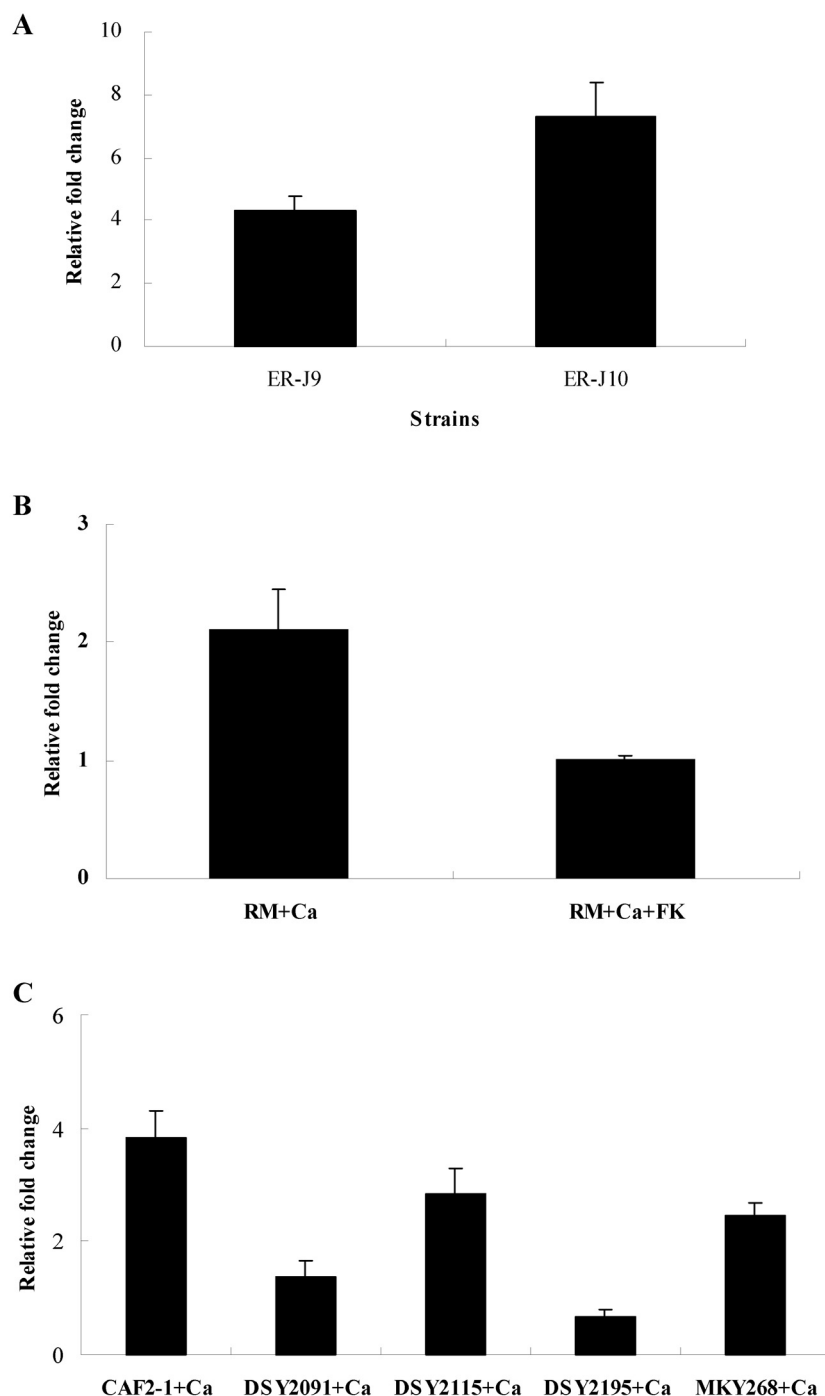 A
Relative fold change
10
8
6
4
2
0
ER-J9 ER-J10
Strains
B
Relative fold change
3
2
1
0
RM+Ca RM+Ca+FK
C
Relative fold change
6
4
2
0
CAF2-1+Ca DSY2091+Ca DSY2115+Ca DSY2195+Ca MKY268+Ca